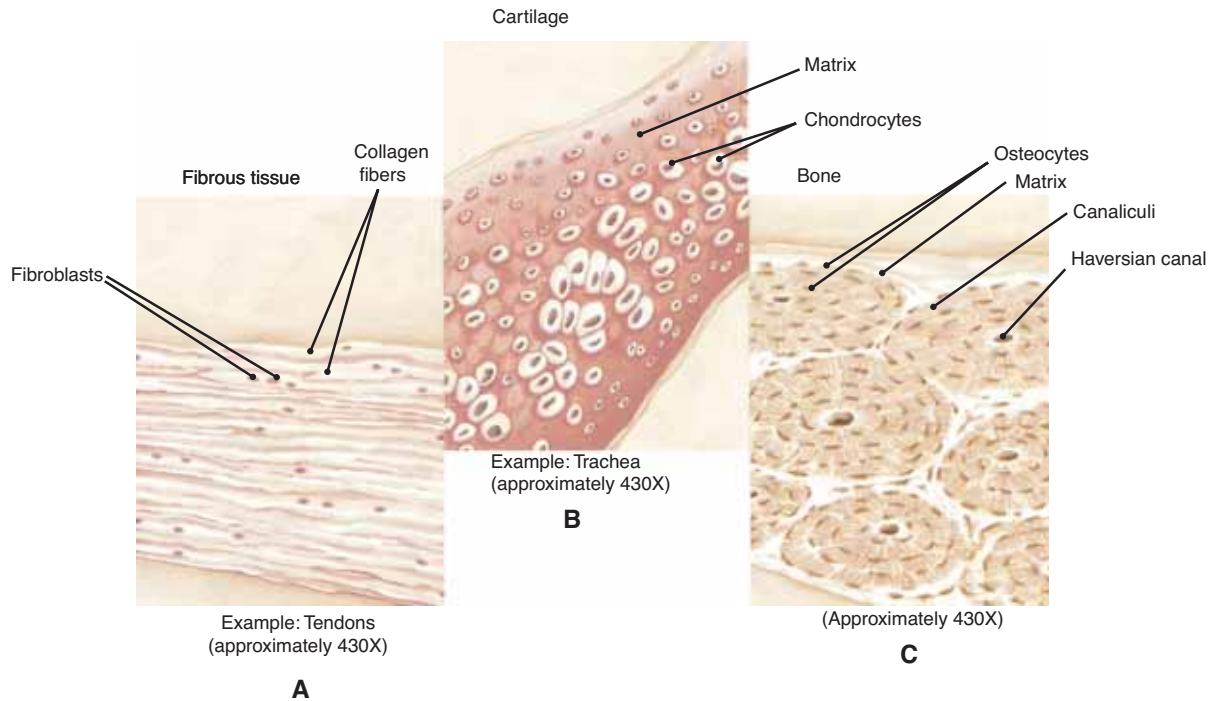 Cartilage
Matrix
Chondrocytes
Collagen
fibers
Fibrous tissue
Fibroblasts
Osteocytes
Bone
Matrix
Canaliculi
Haversian canal
Example: Trachea
(approximately 430X)
B
Example: Tendons
(approximately 430X)
A
(Approximately 430X)
C